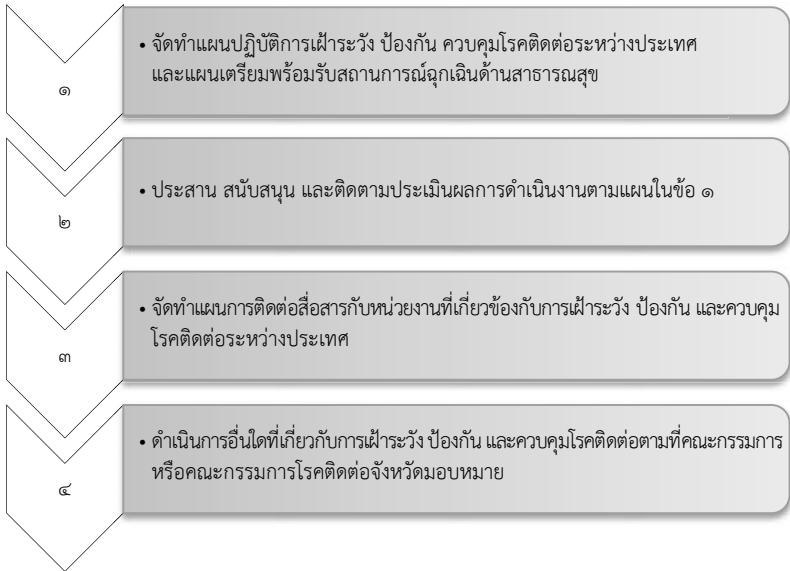 ๑
• จัดทำแผนปฏิบัติการเฝ้าระวัง ป้องกัน ควบคุมโรคติดต่อระหว่างประเทศ
และแผนเตรียมพร้อมรับสถานการณ์ฉุกเฉินด้านสาธารณสุข
๒
• ประสาน สนับสนุน และติดตามประเมินผลการดำเนินงานตามแผนในข้อ ๑
๓
• จัดทำแผนการติดต่อสื่อสารกับหน่วยงานที่เกี่ยวข้องกับการเฝ้าระวัง ป้องกัน และควบคุม
โรคติดต่อระหว่างประเทศ
๔
• ดำเนินการอื่นใดที่เกี่ยวกับการเฝ้าระวัง ป้องกัน และควบคุมโรคติดต่อตามที่คณะกรรมการ
หรือคณะกรรมการโรคติดต่อจังหวัดมอบหมาย